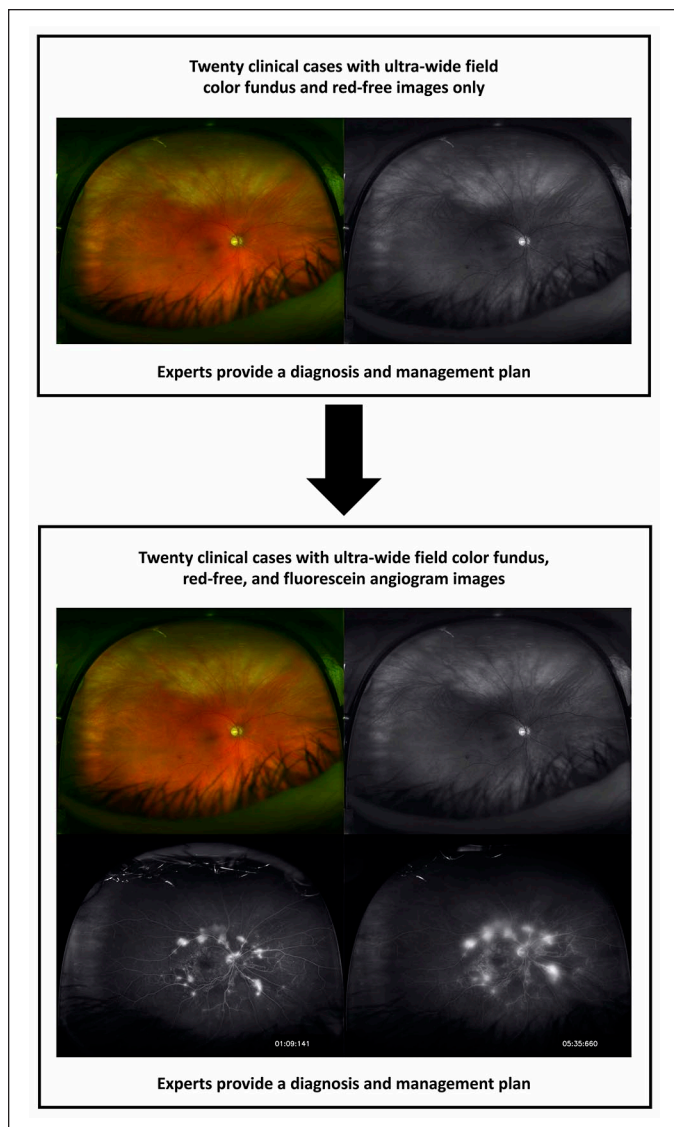 Twenty clinical cases with ultra-wide field
color fundus and red-free images only
Experts provide a diagnosis and management plan
Twenty clinical cases with ultra-wide field color fundus,
red-free, and fluorescein angiogram images
01:09:141
05:35:660
Experts provide a diagnosis and management plan